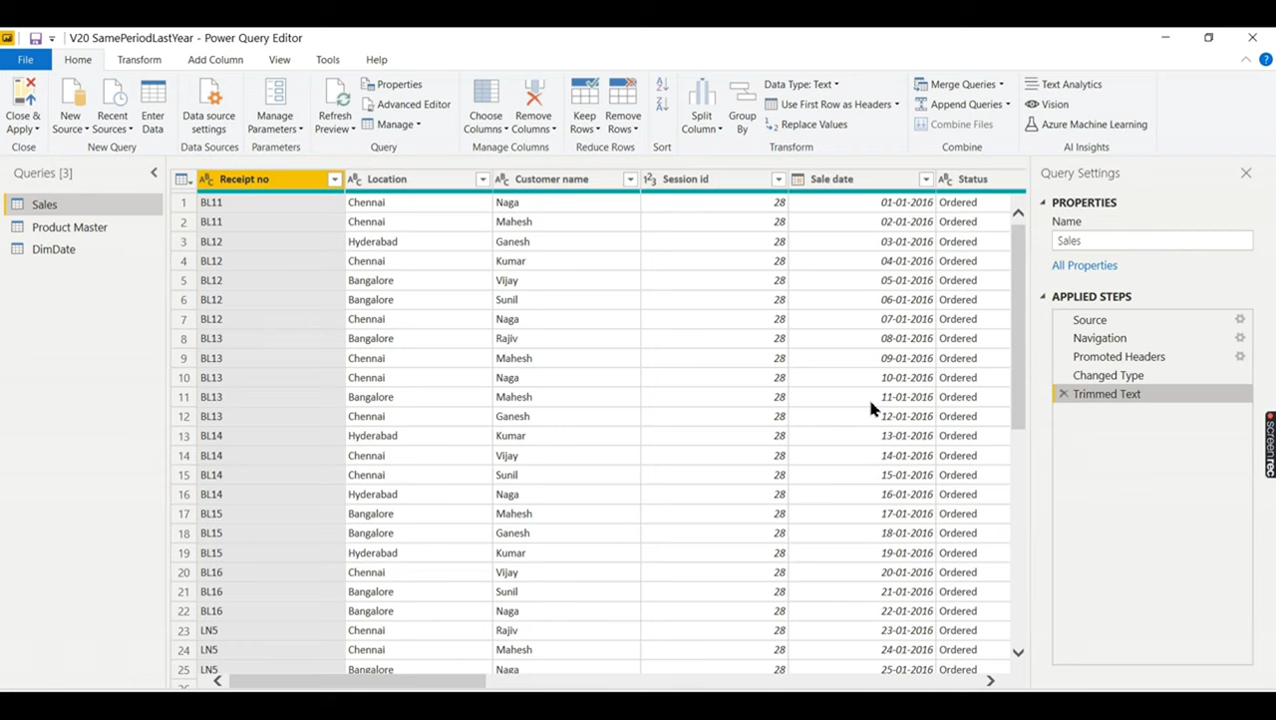 V20 SamePeriodLastYear - Power Query Editor
File Home Transform Add Column View Tools Help
Close & Apply
New Source
Recent Sources
Enter Data
Data source settings
Manage Parameters
Refresh Preview
Properties
Advanced Editor
Manage
Choose Columns
Remove Columns
Keep Rows
Remove Rows
Split Column
Group By
Data Type: Text
Use First Row as Headers
Replace Values
Merge Queries
Append Queries
Combine Files
Text Analytics
Vision
Azure Machine Learning
Close New Query Data Sources Parameters Query Manage Columns Reduce Rows Sort Transform Combine AI Insights
Queries [3]
Sales
Product Master
DimDate
Receipt no Location Customer name Session id Sale date Status
1 BL11 Chennai Naga 28 01-01-2016 Ordered
2 BL11 Chennai Mahesh 28 02-01-2016 Ordered
3 BL12 Hyderabad Ganesh 28 03-01-2016 Ordered
4 BL12 Chennai Kumar 28 04-01-2016 Ordered
5 BL12 Bangalore Vijay 28 05-01-2016 Ordered
6 BL12 Bangalore Sunil 28 06-01-2016 Ordered
7 BL12 Chennai Naga 28 07-01-2016 Ordered
8 BL13 Bangalore Rajiv 28 08-01-2016 Ordered
9 BL13 Chennai Mahesh 28 09-01-2016 Ordered
10 BL13 Chennai Naga 28 10-01-2016 Ordered
11 BL13 Bangalore Mahesh 28 11-01-2016 Ordered
12 BL13 Chennai Ganesh 28 12-01-2016 Ordered
13 BL14 Hyderabad Kumar 28 13-01-2016 Ordered
14 BL14 Chennai Vijay 28 14-01-2016 Ordered
15 BL14 Chennai Sunil 28 15-01-2016 Ordered
16 BL14 Hyderabad Naga 28 16-01-2016 Ordered
17 BL15 Bangalore Mahesh 28 17-01-2016 Ordered
18 BL15 Bangalore Ganesh 28 18-01-2016 Ordered
19 BL15 Hyderabad Kumar 28 19-01-2016 Ordered
20 BL16 Chennai Vijay 28 20-01-2016 Ordered
21 BL16 Bangalore Sunil 28 21-01-2016 Ordered
22 BL16 Bangalore Naga 28 22-01-2016 Ordered
23 LN5 Chennai Rajiv 28 23-01-2016 Ordered
24 LN5 Chennai Mahesh 28 24-01-2016 Ordered
25 LN5 Bangalore Naga 28 25-01-2016 Ordered
Query Settings
PROPERTIES
Name
Sales
All Properties
APPLIED STEPS
Source
Navigation
Promoted Headers
Changed Type
Trimmed Text
screenrec